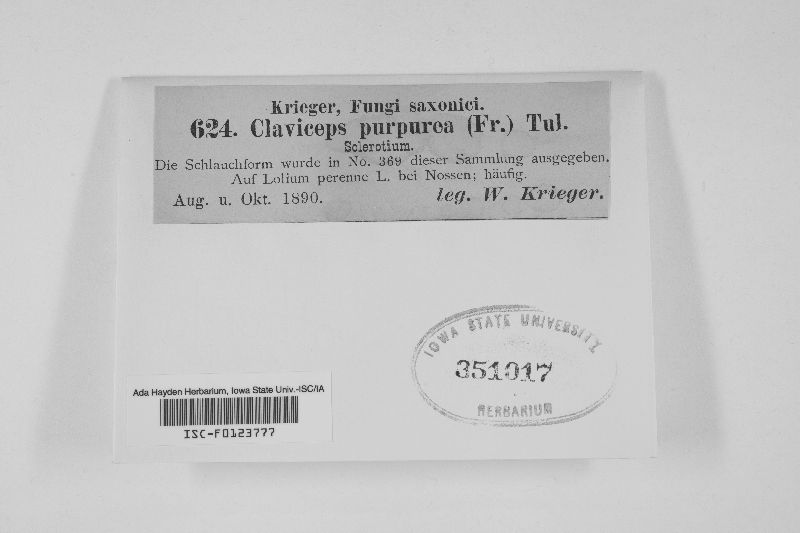 Krieger, Fungi saxonici.
624. Claviceps purpurea (Fr.) Tul.
Sclerotium.
Die Schlauchform wurde in No. 369 dieser Sammlung ausgegeben.
Auf Lolium perenne L. bei Nossen; häufig.
Aug. u. Okt. 1890. leg. W. Krieger.
IOWA STATE UNIVERSITY
351017
HERBARIUM
Ada Hayden Herbarium, Iowa State Univ.-ISC/IA
ISC-F0123777